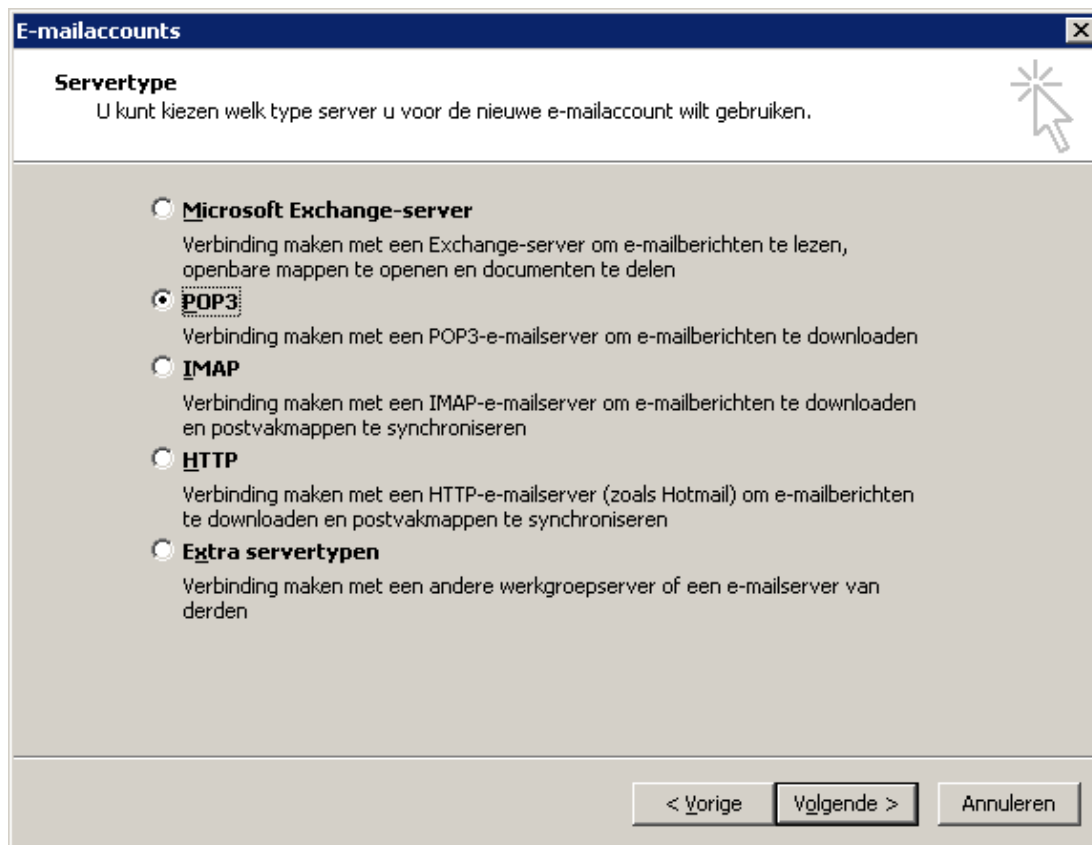 E-mailaccounts
Servertype
U kunt kiezen welk type server u voor de nieuwe e-mailaccount wilt gebruiken.
Microsoft Exchange-server
Verbinding maken met een Exchange-server om e-mailberichten te lezen,
openbare mappen te openen en documenten te delen
POP3
Verbinding maken met een POP3-e-mailserver om e-mailberichten te downloaden
IMAP
Verbinding maken met een IMAP-e-mailserver om e-mailberichten te downloaden
en postvakmappen te synchroniseren
HTTP
Verbinding maken met een HTTP-e-mailserver (zoals Hotmail) om e-mailberichten
te downloaden en postvakmappen te synchroniseren
Extra servertypen
Verbinding maken met een andere werkgroepserver of een e-mailserver van
derden
< Vorige Volgende > Annuleren